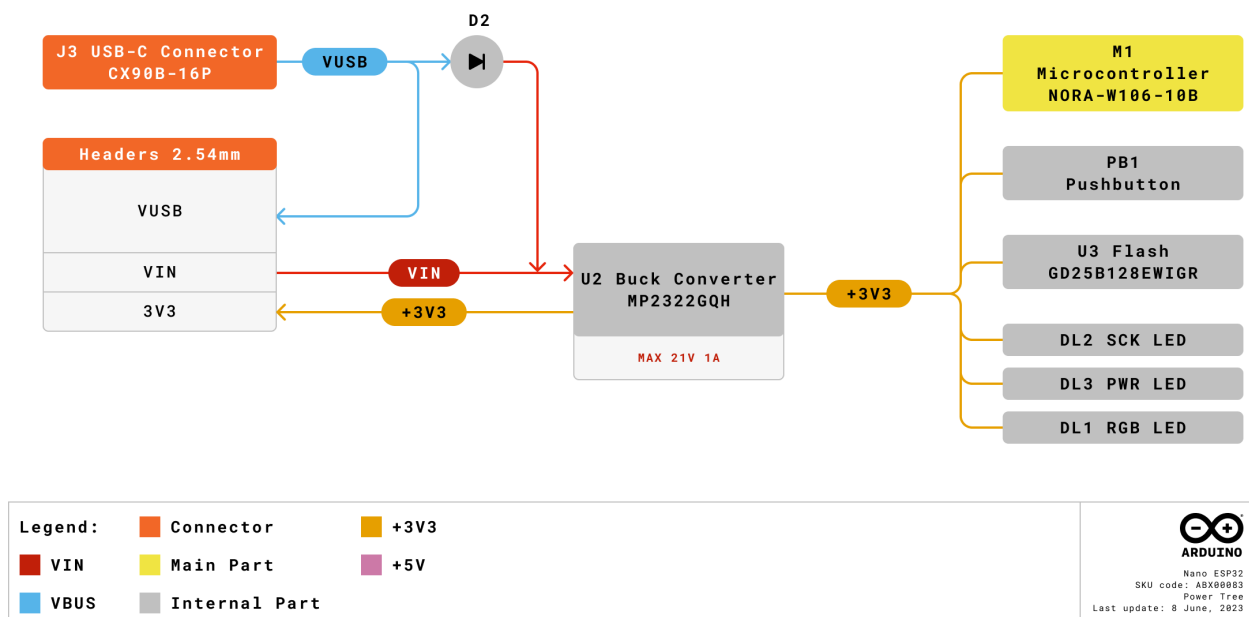 D2
J3 USB-C Connector
CX90B-16P
VUSB
Headers 2.54mm
VUSB
VIN
VIN
3V3
+3V3
U2 Buck Converter
MP2322GQH
MAX 21V 1A
+3V3
M1
Microcontroller
NORA-W106-10B
PB1
Pushbutton
U3 Flash
GD25B128EWIGR
DL2 SCK LED
DL3 PWR LED
DL1 RGB LED
Legend:
Connector
+3V3
VIN
Main Part
+5V
VBUS
Internal Part
ARDUINO
Nano ESP32
SKU code: ABX00083
Power Tree
Last update: 8 June, 2023